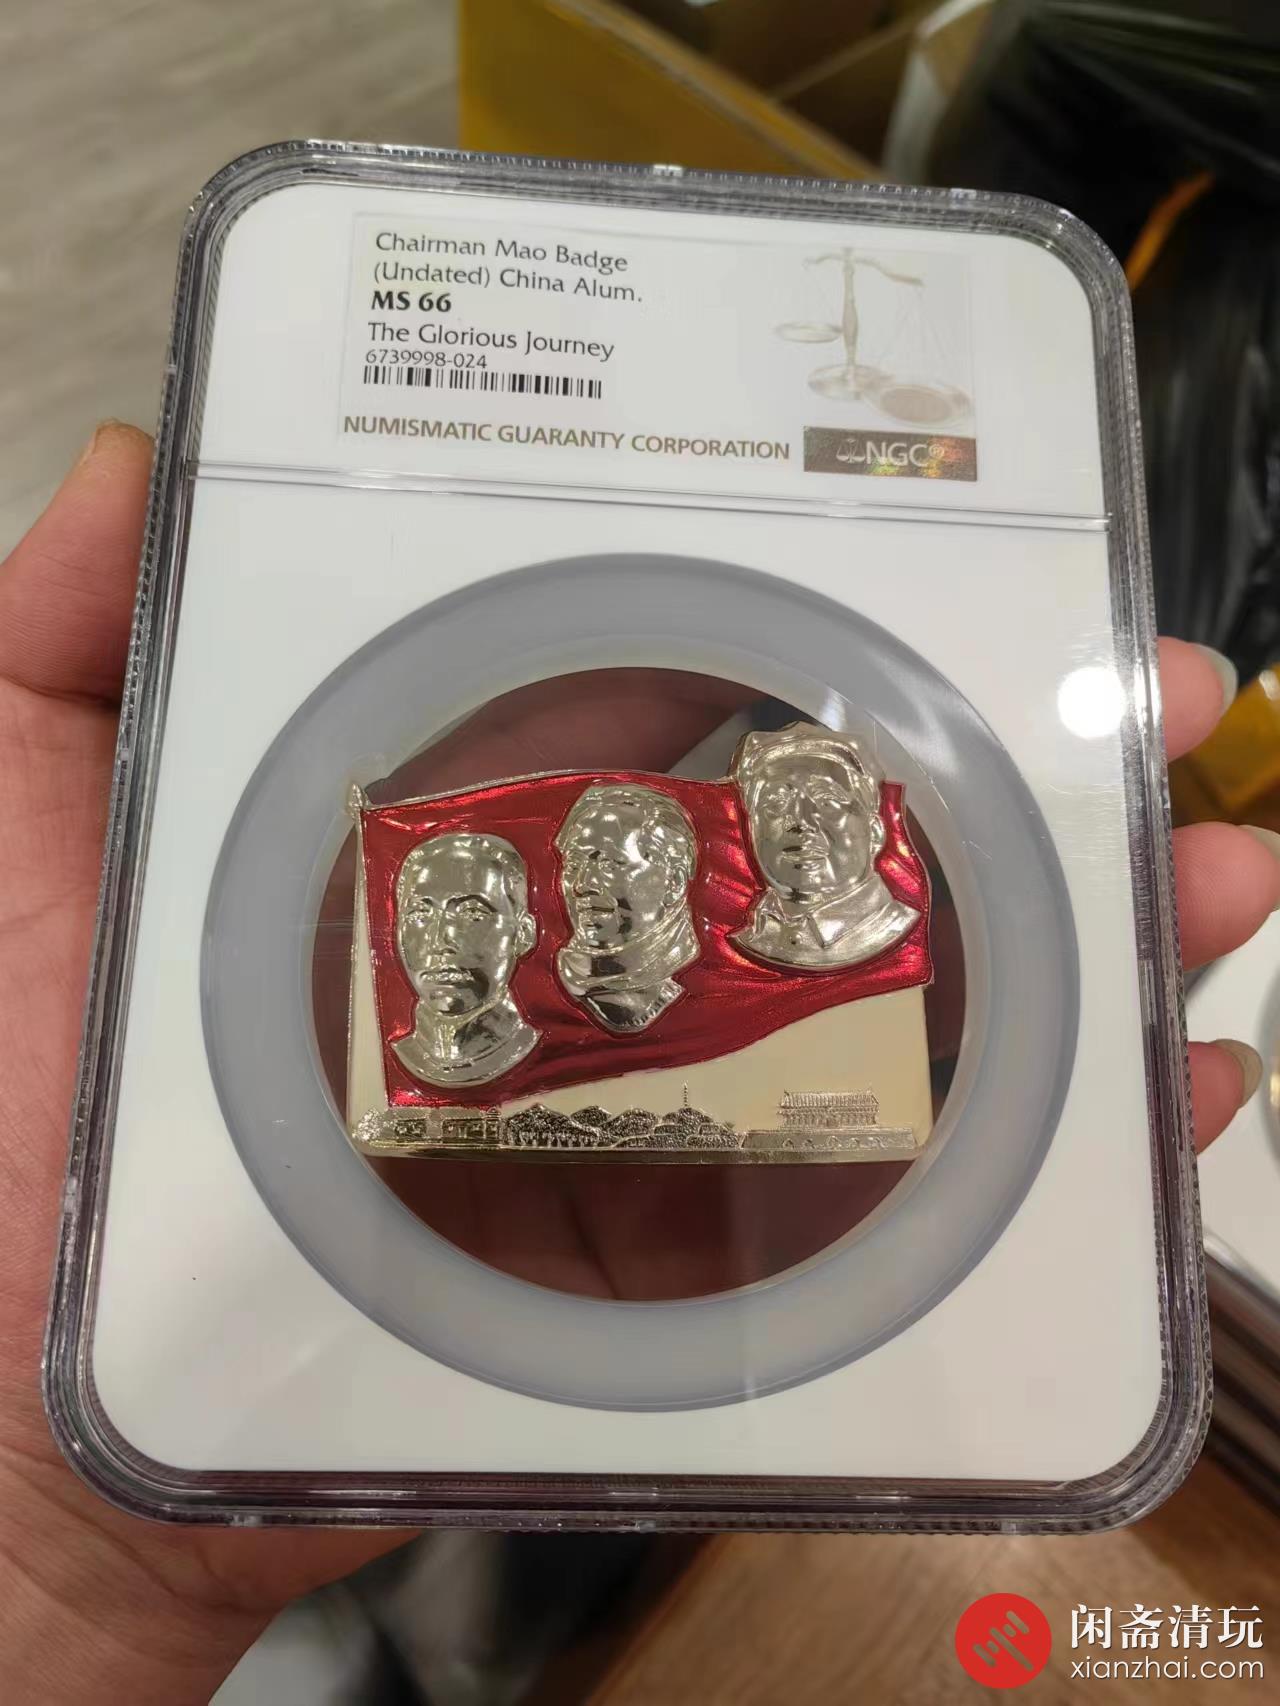 Chairman Mao Badge
(Undated) China Alum.
MS 66
The Glorious Journey
6739998-024
NUMISMATIC GUARANTY CORPORATION
NGC®
闲斋清玩
xianzhai.com